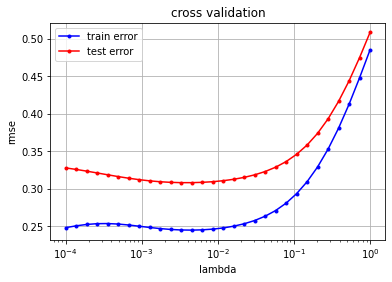 cross validation
train error
test error
0.50
0.45
0.40
0.35
0.30
0.25
rmse
10⁻⁴
10⁻³
10⁻²
10⁻¹
10⁰
lambda